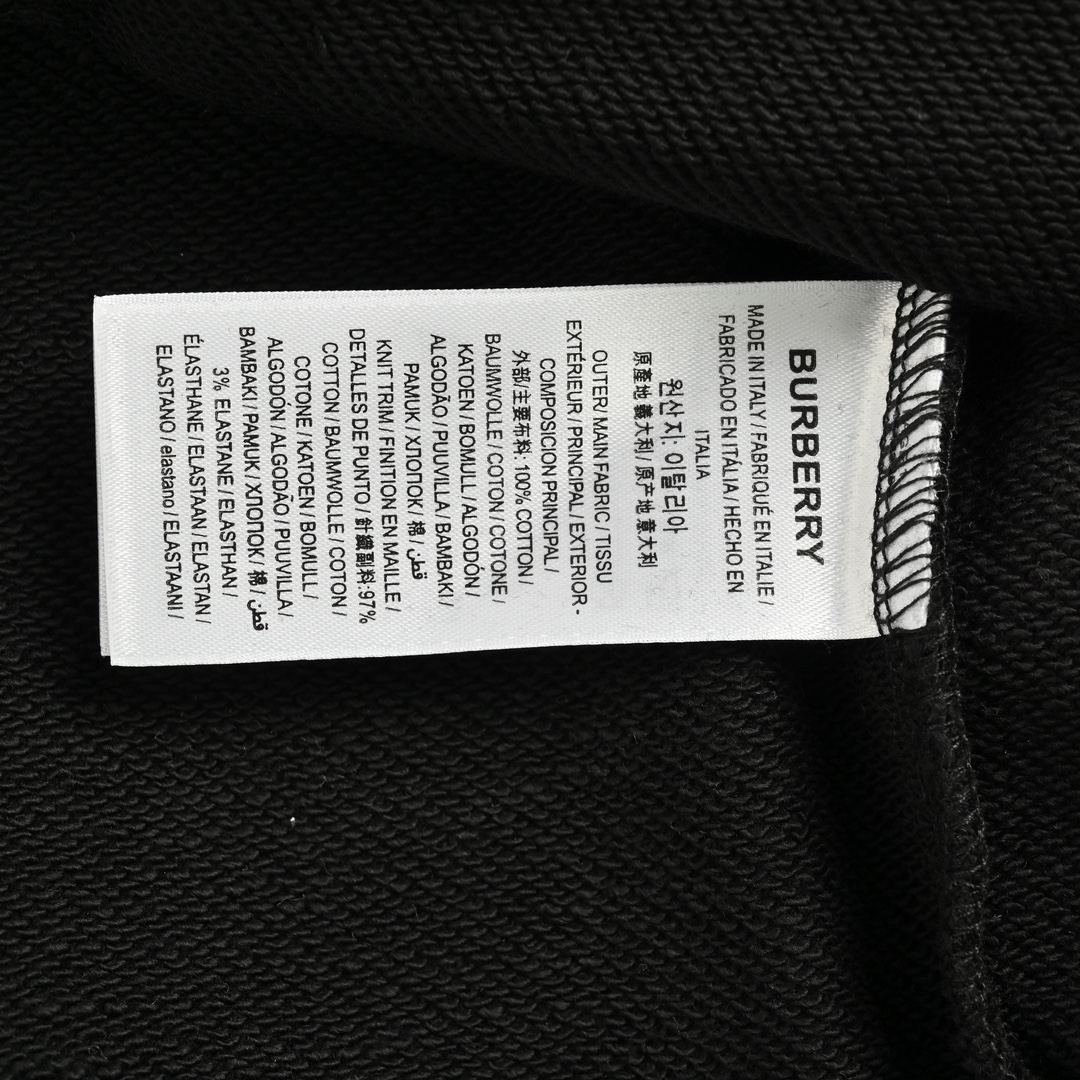 BURBERRY
MADE IN ITALY / FABRIQUÉ EN ITALIE /
FABRICADO EN ITÁLIA / HECHO EN
ITALIA
원산지: 이탈리아
原產地 義大利/ 原产地 意大利
OUTER/ MAIN FABRIC / TISSU
EXTÉRIEUR / PRINCIPAL / EXTERIOR -
COMPOSICION PRINCIPAL /
外部/主要布料: 100% COTTON /
BAUMWOLLE / COTON / COTONE /
KATOEN / BOMULL / ALGODÓN /
ALGODÃO / PUUVILLA / BAMBAKI /
PAMUK / ХЛОПОК / 棉 / قطن /
KNIT TRIM / FINITION EN MAILLE /
DETALLES DE PUNTO / 針織副料:97%
COTTON / BAUMWOLLE / COTON /
COTONE / KATOEN / BOMULL /
ALGODÓN / ALGODÃO / PUUVILLA /
BAMBAKI / PAMUK / ХЛОПОК / 棉 / قطن /
3% ELASTANE / ELASTHAN /
ÉLASTHANE / ELASTAAN / ELASTAN /
ELASTANO / elastano / ELASTAANI /